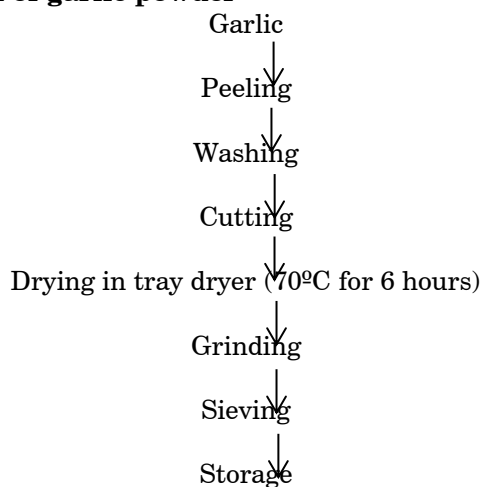 garlic powder
Garlic
Peeling
Washing
Cutting
Drying in tray dryer (70ºC for 6 hours)
Grinding
Sieving
Storage